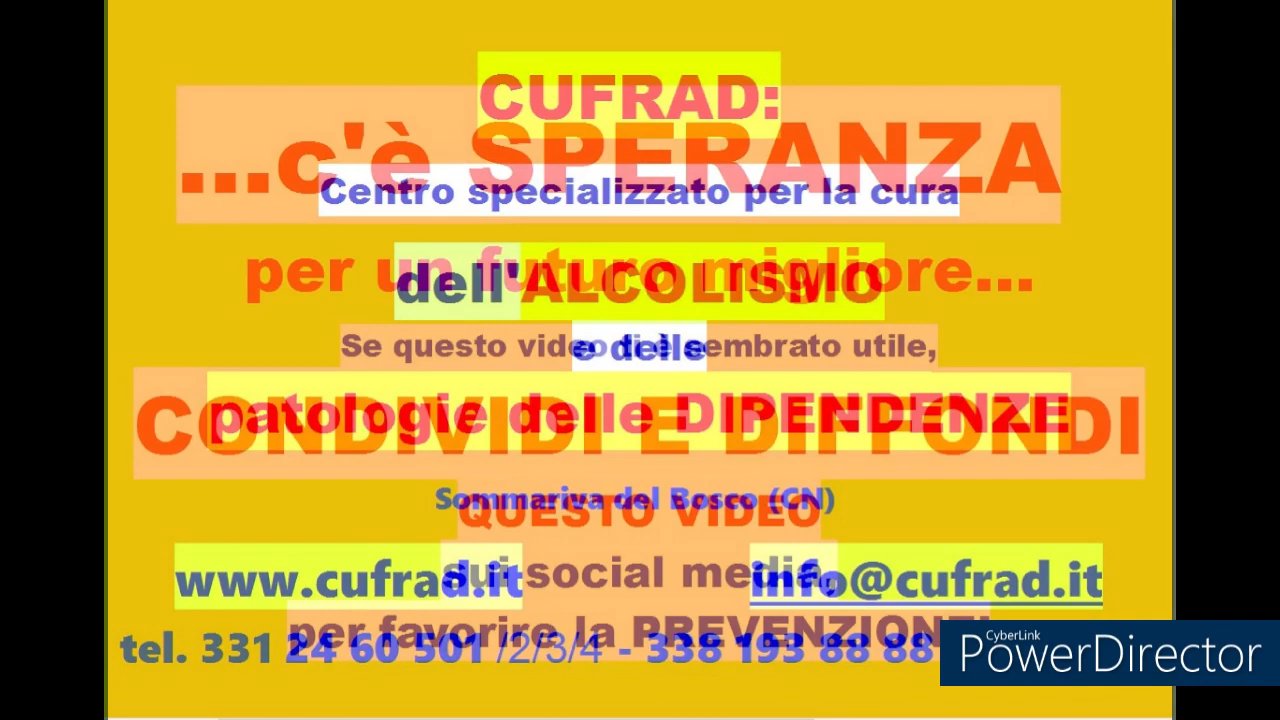 CUFRAD:
...c'è SPERANZA
Centro specializzato per la cura
per un futuro migliore...
dell'ALCOLISMO
Se questo video ti è sembrato utile,
e delle
CONDIVIDI E DIFFONDI
patologie delle DIPENDENZE
Sommariva del Bosco (CN)
QUESTO VIDEO
sui social media,
www.cufrad.it info@cufrad.it
per favorire la PREVENZIONE!
tel. 331 24 60 501 /2/3/4 - 338 193 88 88
CyberLink
PowerDirector